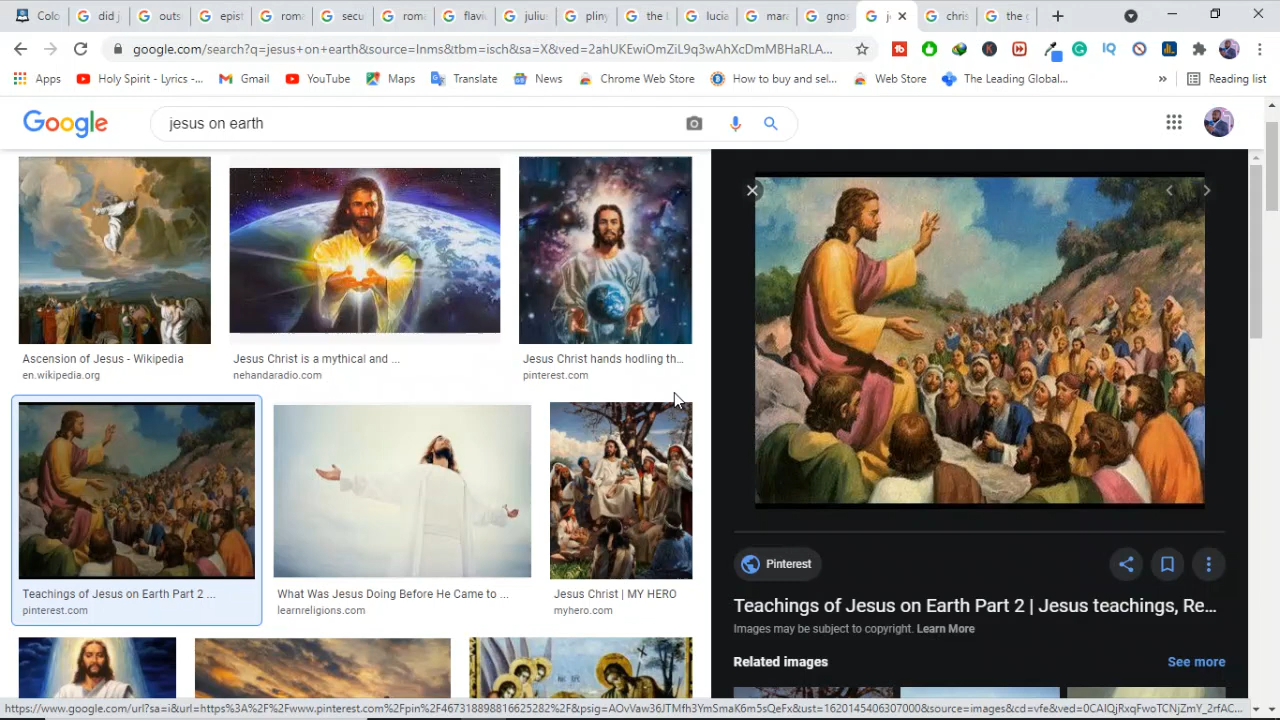 Colo
did j
outs
epist
rome
secu
roma
flavi
julius
pliny
the l
lucia
mara
gnos
j
chris
the g
google.com/search?q=jesus+on+earth&source=lnms&tbm=isch&sa=X&ved=2ahUKEwiOmZiL9q3wAhXcDmMBHaRLA...
Apps
Holy Spirit - Lyrics -...
Gmail
YouTube
Maps
Translate
News
Chrome Web Store
How to buy and sel...
Web Store
The Leading Global...
»
Reading list
Google
jesus on earth
Ascension of Jesus - Wikipedia
en.wikipedia.org
Jesus Christ is a mythical and ...
nehandaradio.com
Jesus Christ hands hodling th...
pinterest.com
Teachings of Jesus on Earth Part 2 ...
pinterest.com
What Was Jesus Doing Before He Came to ...
learnreligions.com
Jesus Christ | MY HERO
myhero.com
Pinterest
Teachings of Jesus on Earth Part 2 | Jesus teachings, Re...
Images may be subject to copyright. Learn More
Related images
See more